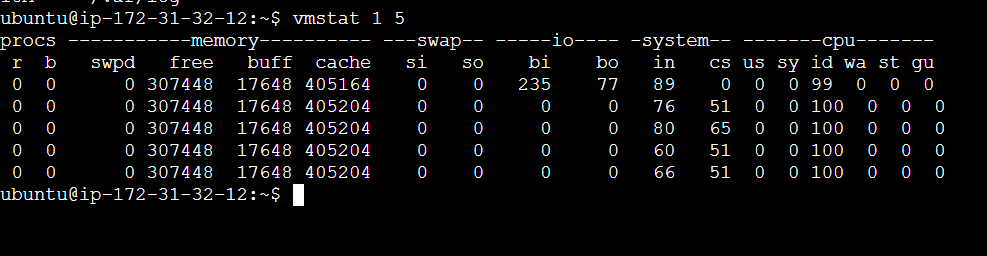 ubuntu@ip-172-31-32-12:~$ vmstat 1 5
procs -----------memory---------- ---swap-- -----io---- -system-- -------cpu-------
 r  b   swpd   free   buff  cache   si   so    bi    bo   in   cs us sy id wa st gu
 0  0      0 307448  17648 405164    0    0   235    77   89    0  0  0 99  0  0  0
 0  0      0 307448  17648 405204    0    0     0     0   76   51  0  0 100  0  0  0
 0  0      0 307448  17648 405204    0    0     0     0   80   65  0  0 100  0  0  0
 0  0      0 307448  17648 405204    0    0     0     0   60   51  0  0 100  0  0  0
 0  0      0 307448  17648 405204    0    0     0     0   66   51  0  0 100  0  0  0
ubuntu@ip-172-31-32-12:~$